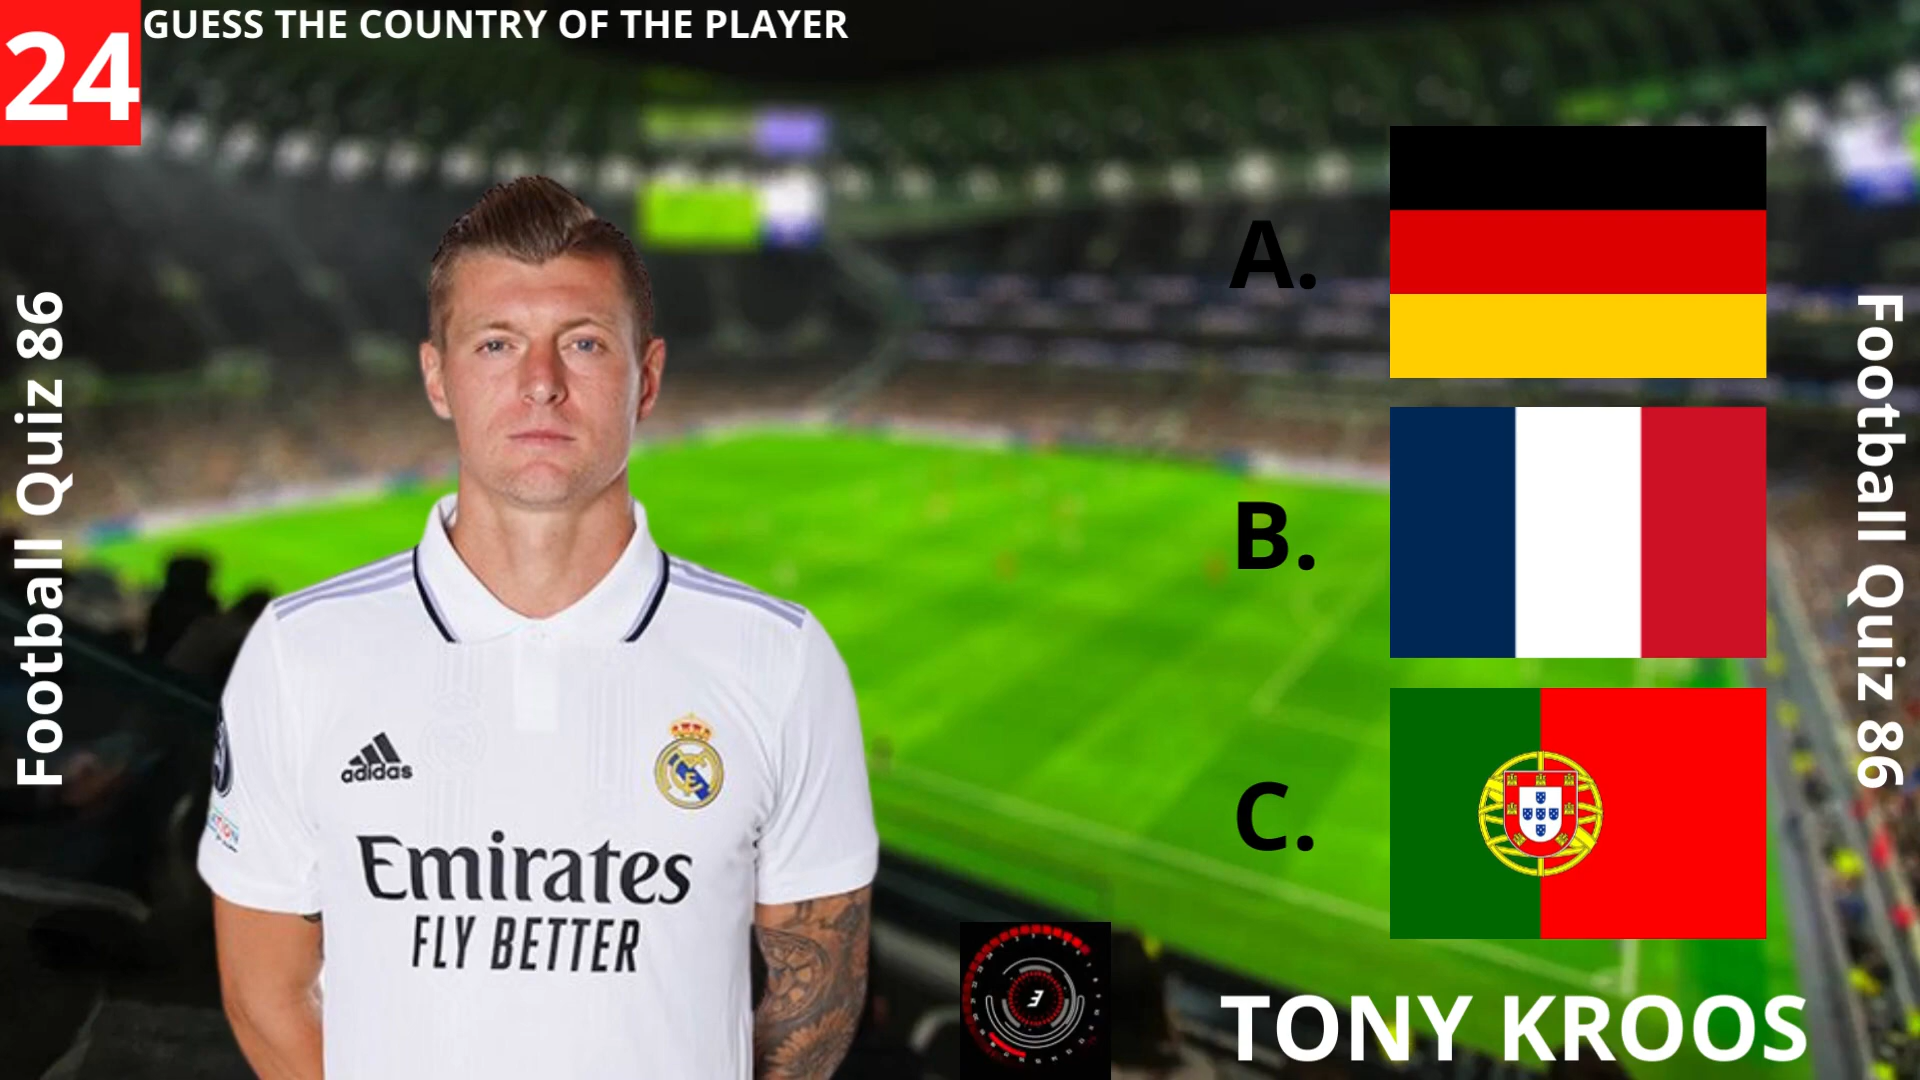 24
GUESS THE COUNTRY OF THE PLAYER
Football Quiz 86
A.
B.
C.
Football Quiz 86
adidas
Emirates
FLY BETTER
3
TONY KROOS